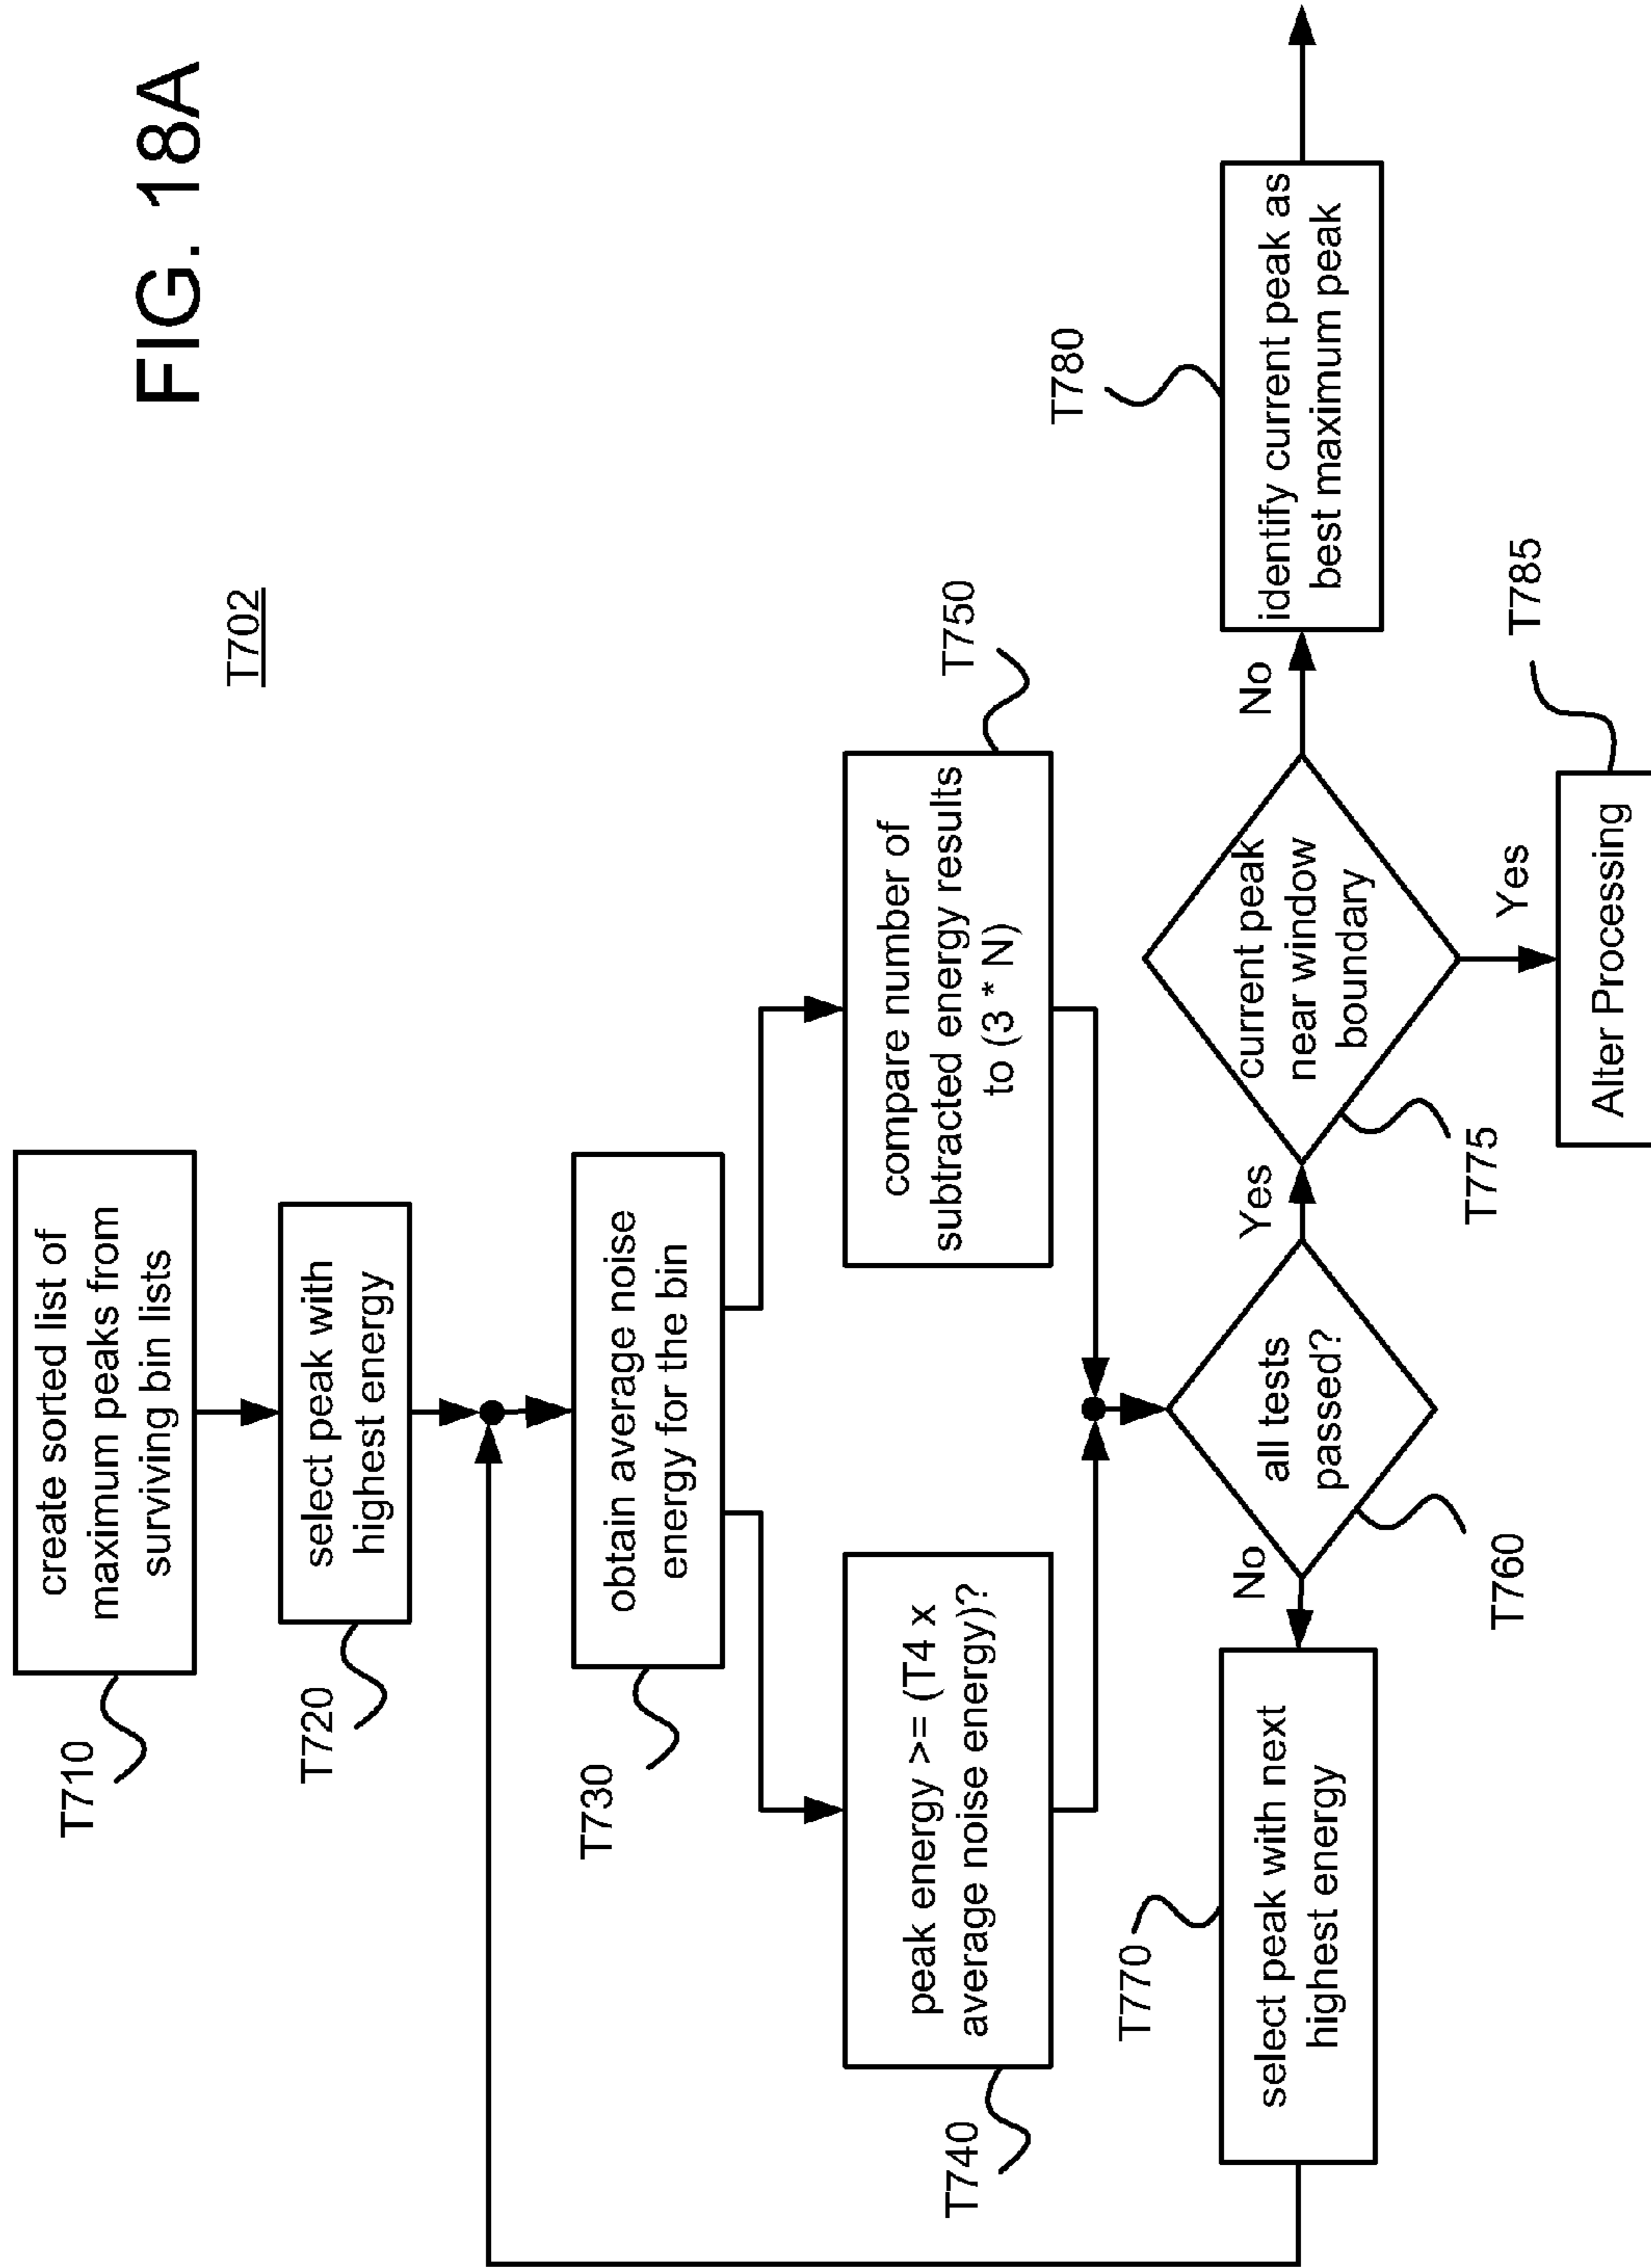 FIG. 18A
T702
create sorted list of
maximum peaks from
surviving bin lists
T710
select peak with
highest energy
T720
obtain average noise
energy for the bin
T730
peak energy >= (T4 x
average noise energy)?
T740
compare number of
subtracted energy results
to (3 * N)
T750
all tests
passed?
T760
No
Yes
select peak with next
highest energy
T770
current peak
near window
boundary
T775
No
Yes
identify current peak as
best maximum peak
T780
Alter Processing
T785